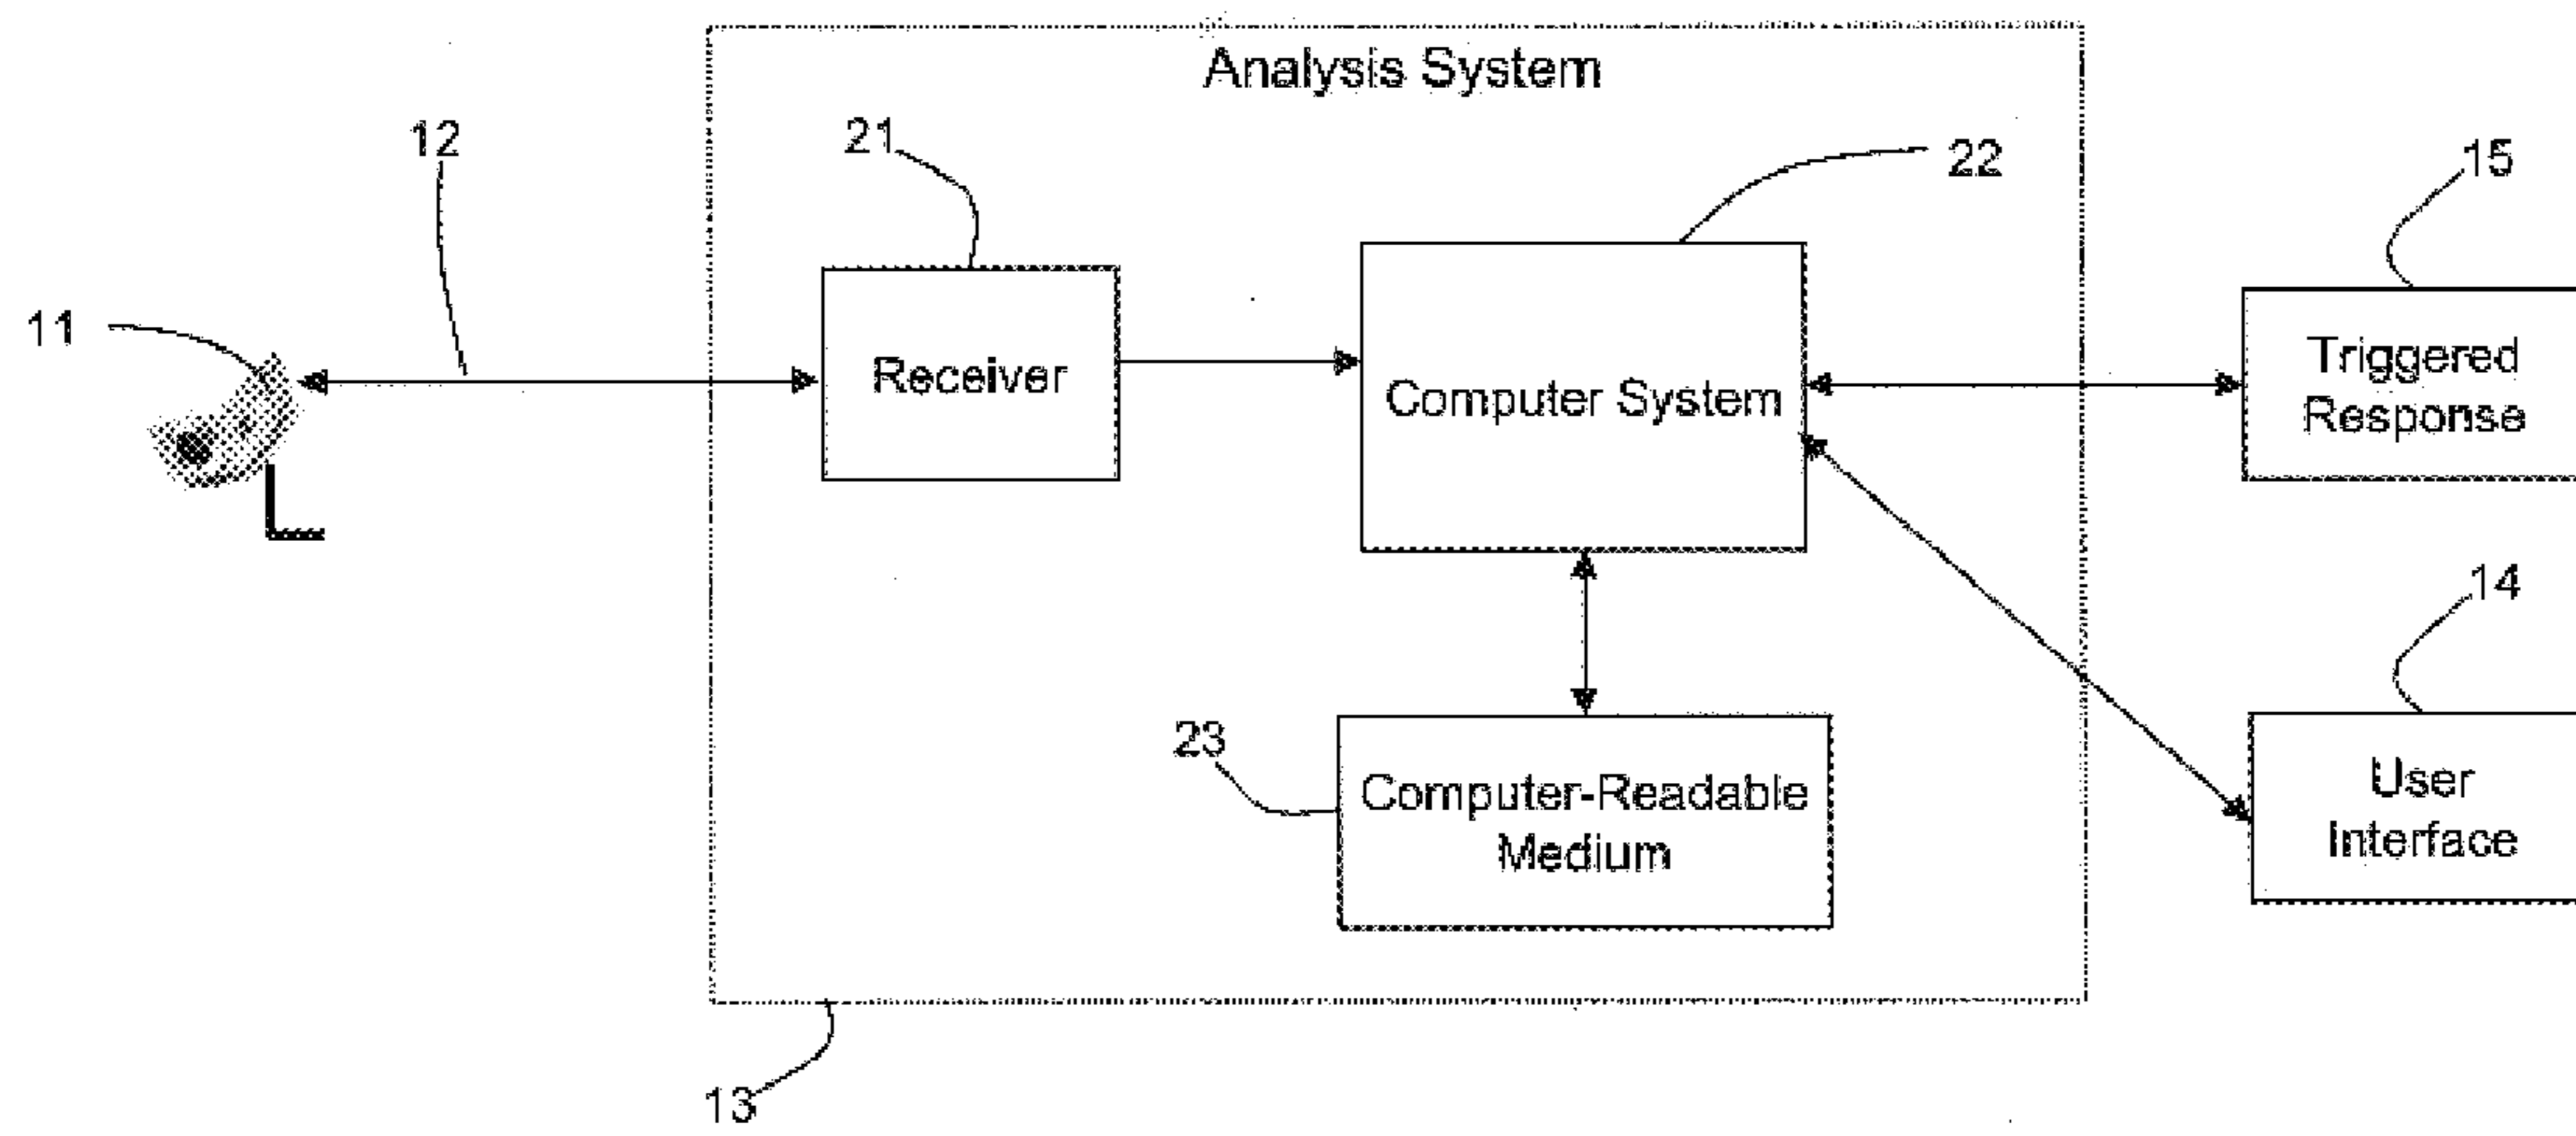 Analysis System
12
21
22
15
11
Receiver
Computer System
Triggered
Response
14
23
Computer-Readable
Medium
User
Interface
13